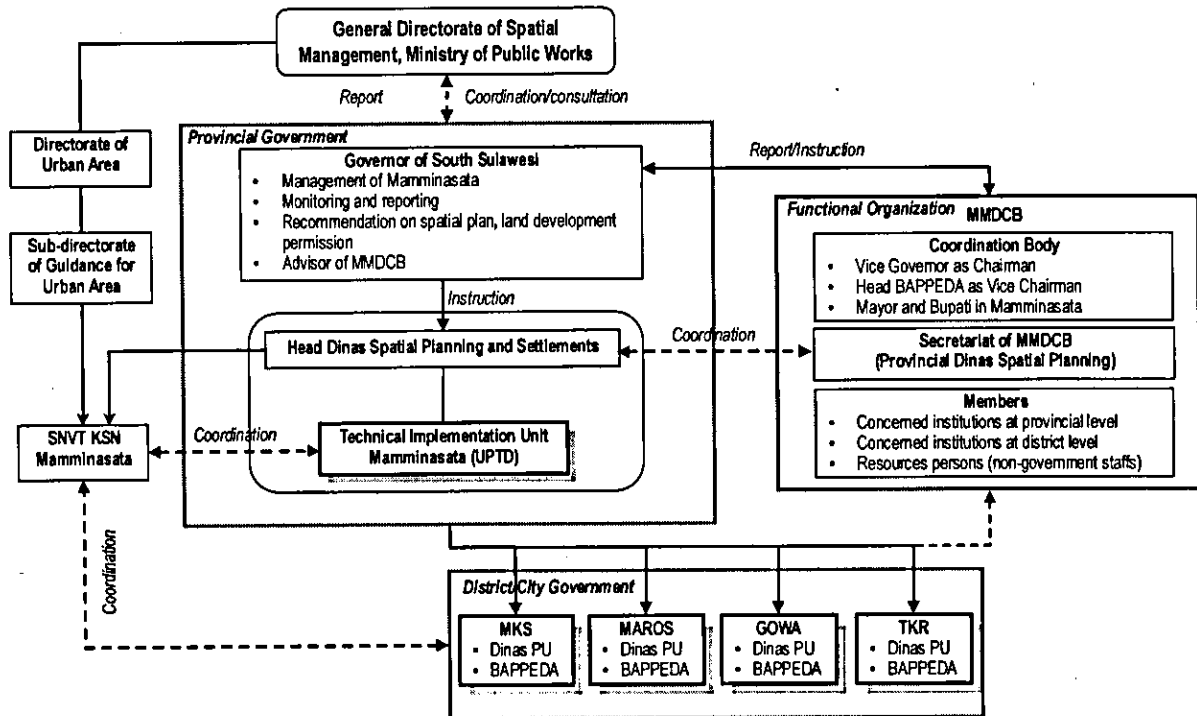 General Directorate of Spatial
Management, Ministry of Public Works
Report
Coordination/consultation
Directorate of
Urban Area
Sub-directorate
of Guidance for
Urban Area
SNVT KSN
Mamminasata
Provincial Government
Governor of South Sulawesi
• Management of Mamminasata
• Monitoring and reporting
• Recommendation on spatial plan, land development
permission
• Advisor of MMDCB
Instruction
Head Dinas Spatial Planning and Settlements
Coordination
Technical Implementation Unit
Mamminasata (UPTD)
Report/Instruction
Coordination
Functional Organization
MMDCB
Coordination Body
• Vice Governor as Chairman
• Head BAPPEDA as Vice Chairman
• Mayor and Bupati in Mamminasata
Secretariat of MMDCB
(Provincial Dinas Spatial Planning)
Members
• Concerned institutions at provincial level
• Concerned institutions at district level
• Resources persons (non-government staffs)
Coordination
District/City Government
MKS
• Dinas PU
• BAPPEDA
MAROS
• Dinas PU
• BAPPEDA
GOWA
• Dinas PU
• BAPPEDA
TKR
• Dinas PU
• BAPPEDA